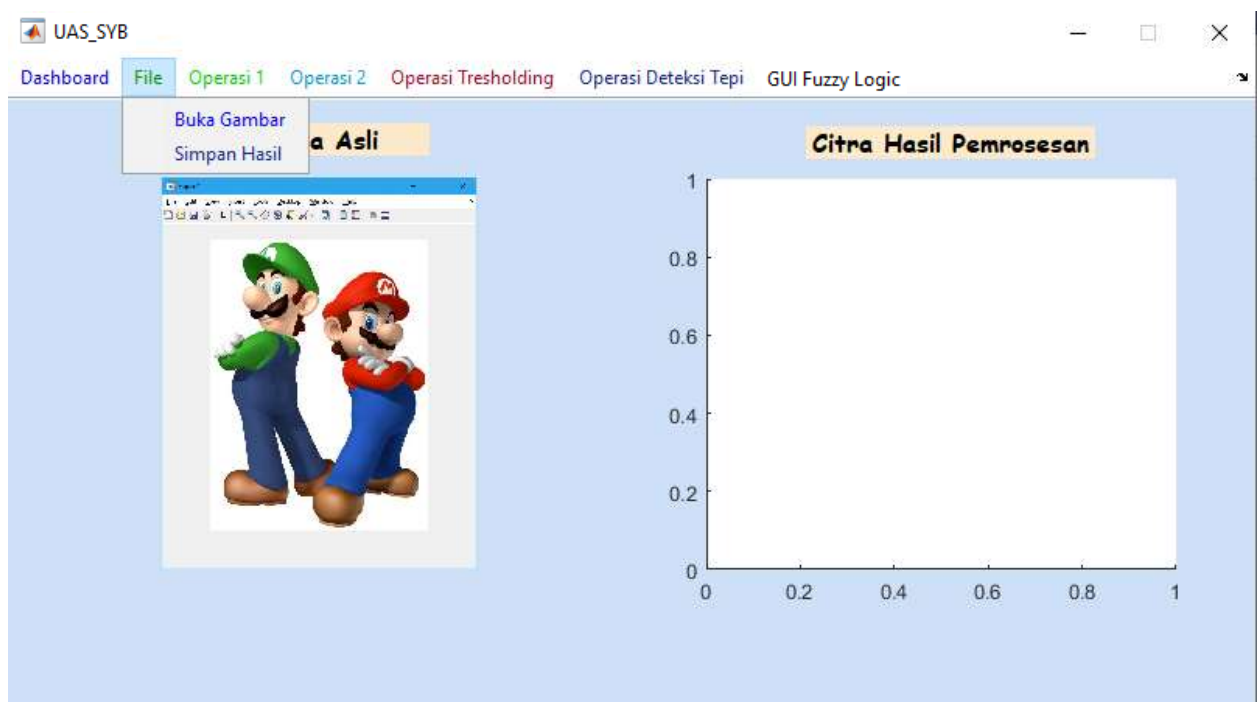 UAS_SYB
Dashboard File Operasi 1 Operasi 2 Operasi Tresholding Operasi Deteksi Tepi GUI Fuzzy Logic
Buka Gambar
Simpan Hasil
a Asli
Citra Hasil Pemrosesan
1
0.8
0.6
0.4
0.2
0
0 0.2 0.4 0.6 0.8 1
M